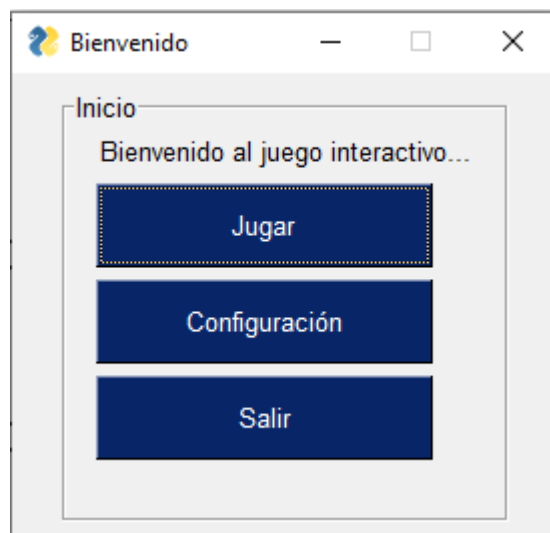 Bienvenido
Inicio
Bienvenido al juego interactivo...
Jugar
Configuración
Salir